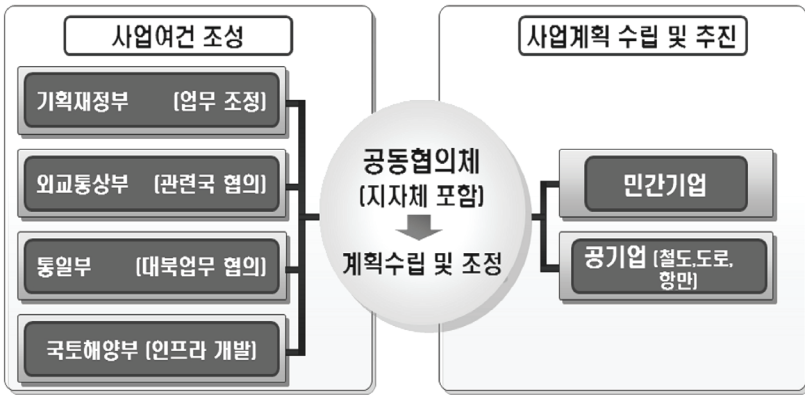 사업여건 조성
기획재정부 (업무 조정)
외교통상부 (관련국 협의)
통일부 (대북업무 협의)
국토해양부 (인프라 개발)
공동협의체
(지자체 포함)
계획수립 및 조정
사업계획 수립 및 추진
민간기업
공기업 (철도,도로,
항만)